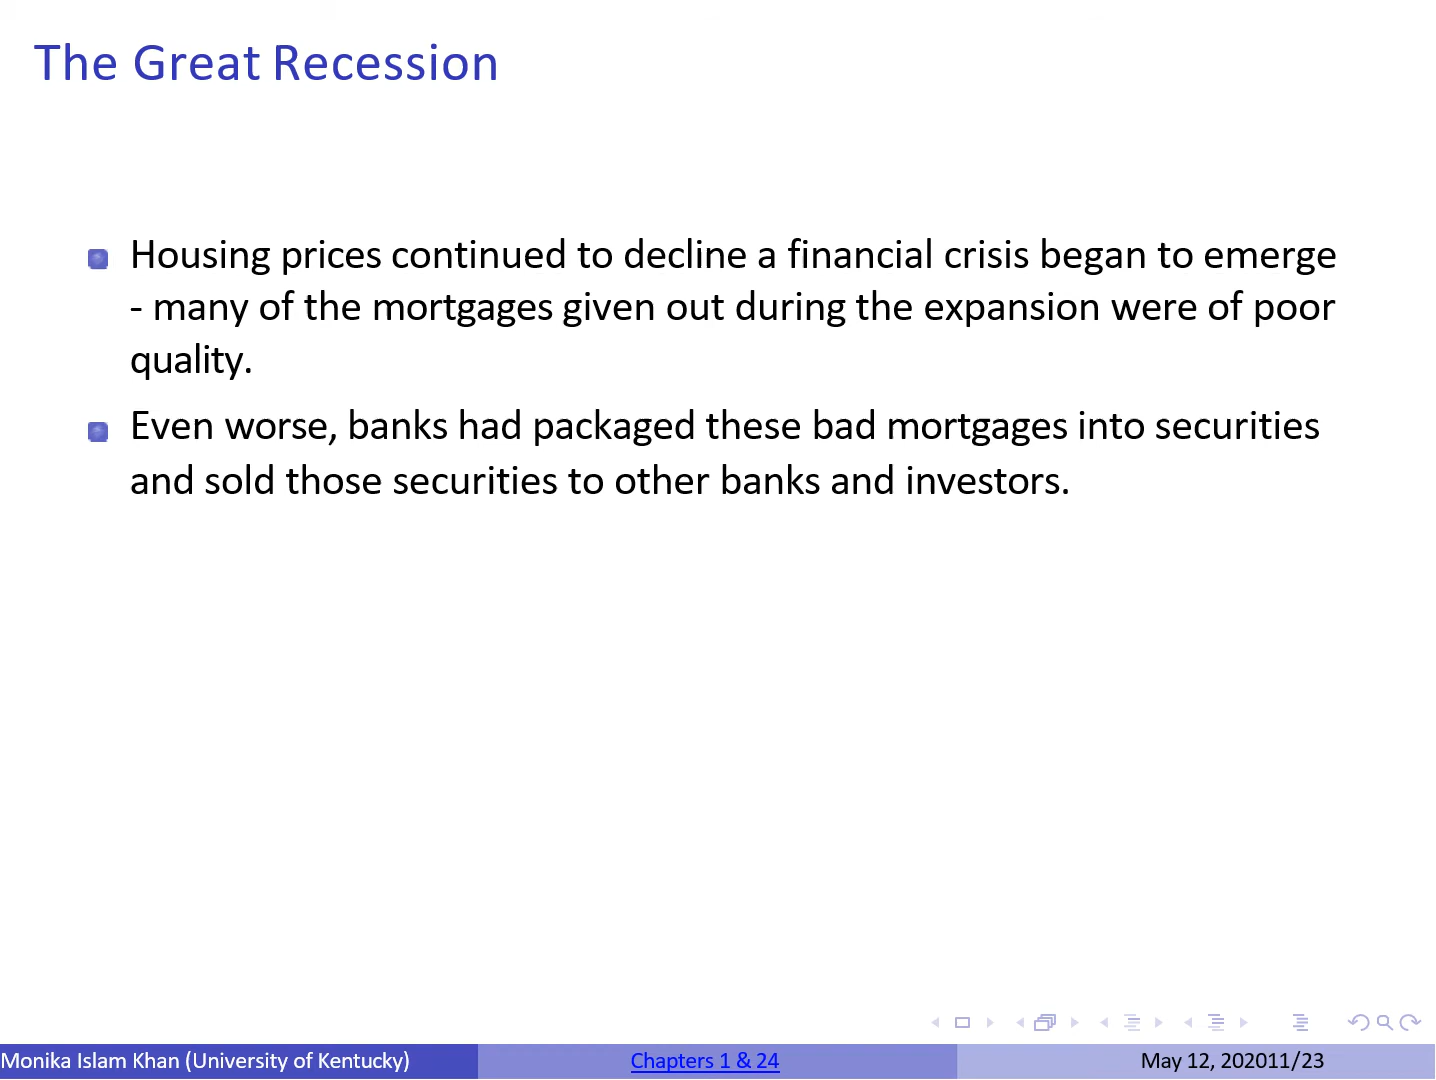 The Great Recession
Housing prices continued to decline a financial crisis began to emerge
- many of the mortgages given out during the expansion were of poor
quality.
Even worse, banks had packaged these bad mortgages into securities
and sold those securities to other banks and investors.
Monika Islam Khan (University of Kentucky)
Chapters 1 & 24
May 12, 202011/23